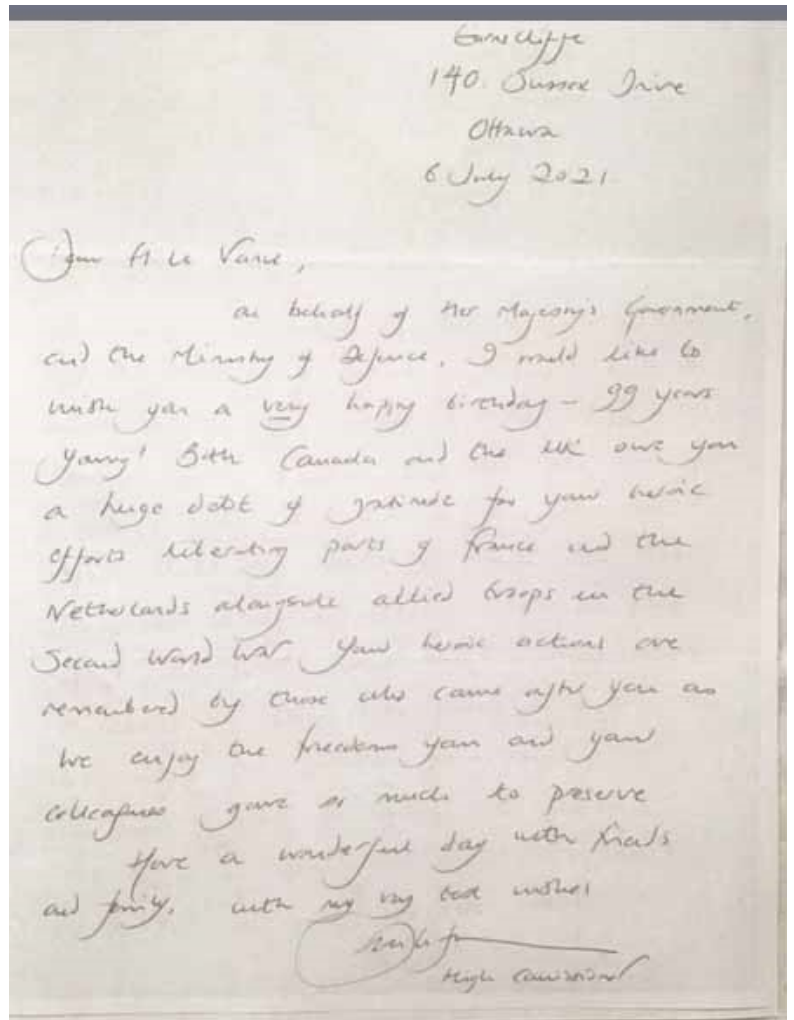 Earnscliffe
140 Sussex Drive
Ottawa
6 July 2021
Dear
on behalf of Her Majesty's Government,
and the Ministry of Defence, I would like to
wish you a very happy birthday – 99 years
young! Both Canada and the UK owe you
a huge debt of gratitude for your heroic
efforts liberating parts of France and the
Netherlands alongside allied troops in the
Second World War. Your heroic actions are
remembered by those who came after you as
we enjoy the freedoms you and your
colleagues gave so much to preserve
Have a wonderful day with friends
and family. With my very best wishes
High Commissioner